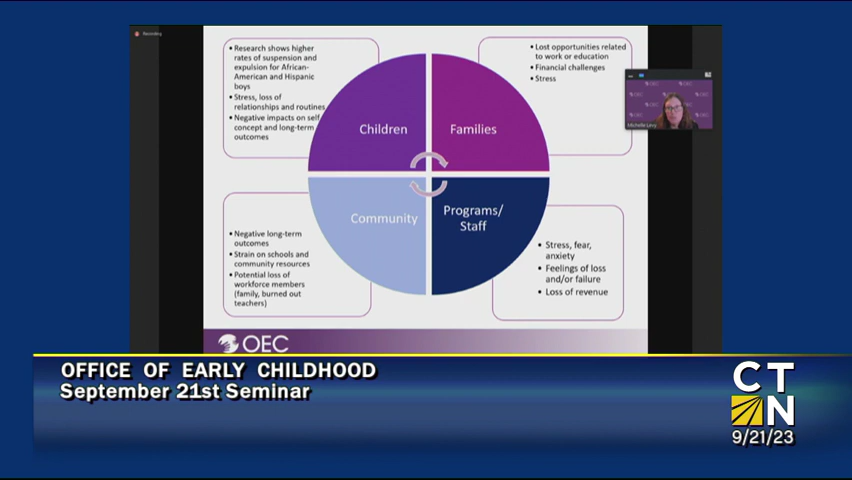 Recording
• Research shows higher
rates of suspension and
expulsion for African-
American and Hispanic
boys
• Stress, loss of
relationships and routines
• Negative impacts on self
concept and long-term
outcomes
• Lost opportunities related
to work or education
• Financial challenges
• Stress
OEC
Michelle Levy
Children
Families
Community
Programs/
Staff
• Negative long-term
outcomes
• Strain on schools and
community resources
• Potential loss of
workforce members
(family, burned out
teachers)
• Stress, fear,
anxiety
• Feelings of loss
and/or failure
• Loss of revenue
OEC
OFFICE OF EARLY CHILDHOOD
September 21st Seminar
CT
N
9/21/23